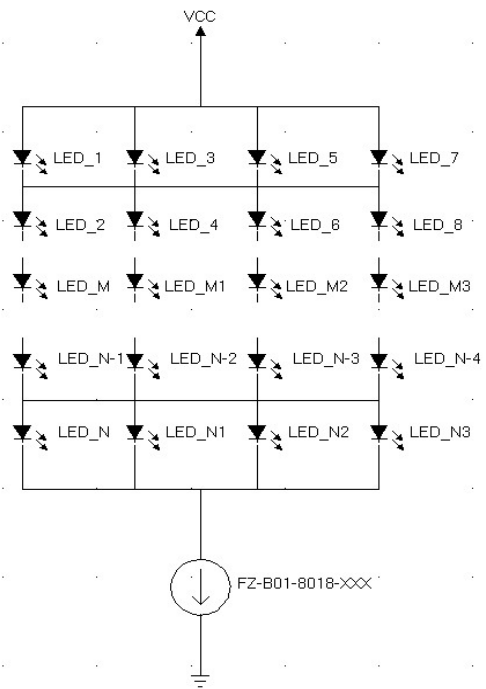 VCC
LED_1 LED_3 LED_5 LED_7
LED_2 LED_4 LED_6 LED_8
LED_M LED_M1 LED_M2 LED_M3
LED_N-1 LED_N-2 LED_N-3 LED_N-4
LED_N LED_N1 LED_N2 LED_N3
FZ-B01-8018-XXX